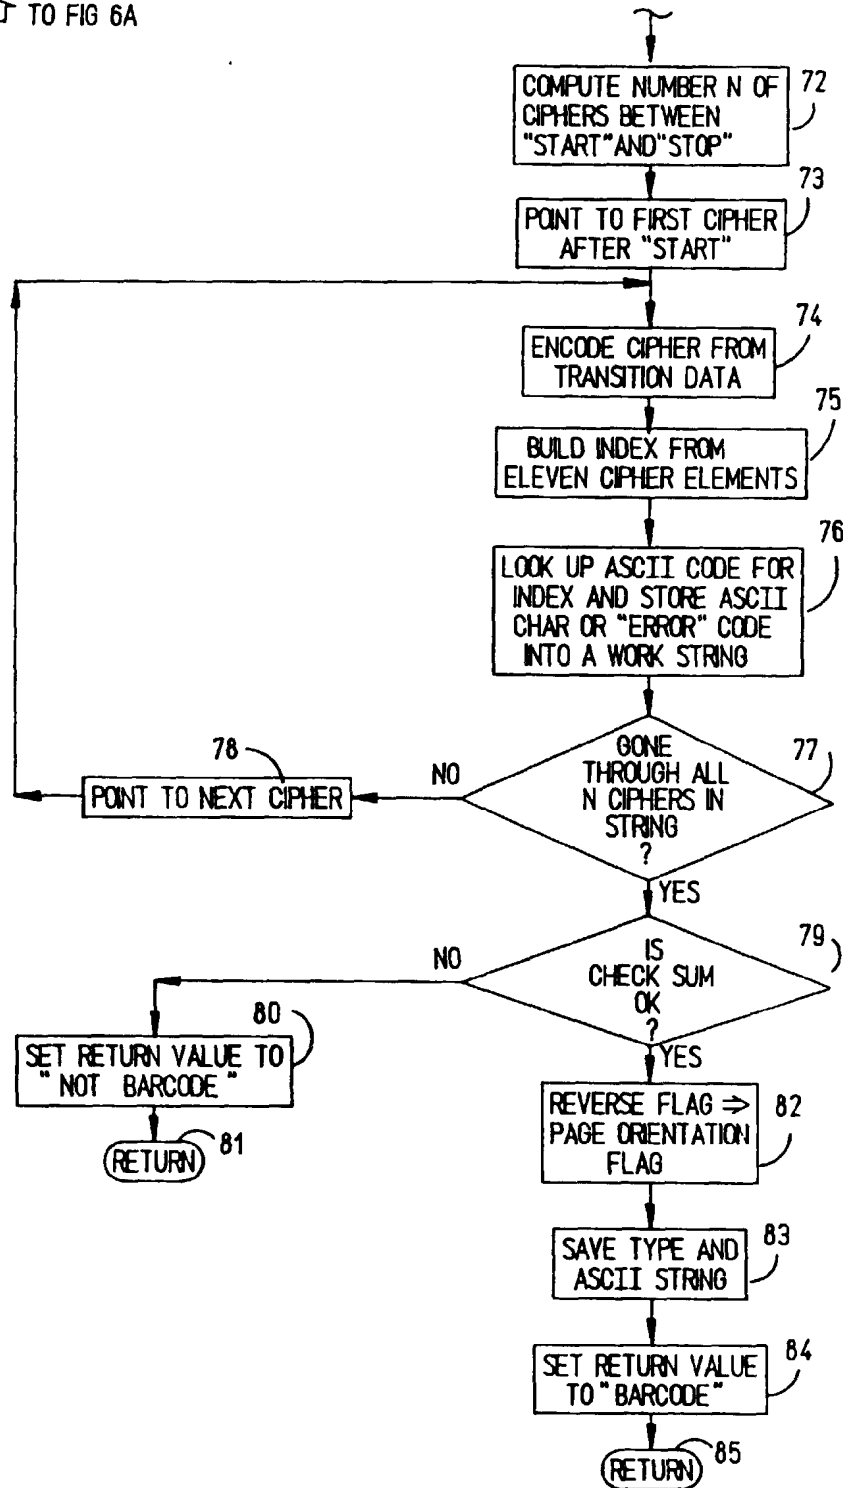 TO FIG 6A
COMPUTE NUMBER N OF
CIPHERS BETWEEN
"START" AND "STOP"
72
73
POINT TO FIRST CIPHER
AFTER "START"
74
ENCODE CIPHER FROM
TRANSITION DATA
75
BUILD INDEX FROM
ELEVEN CIPHER ELEMENTS
76
LOOK UP ASCII CODE FOR
INDEX AND STORE ASCII
CHAR OR "ERROR" CODE
INTO A WORK STRING
77
GONE
THROUGH ALL
N CIPHERS IN
STRING
?
NO
78
POINT TO NEXT CIPHER
YES
79
IS
CHECK SUM
OK
?
NO
80
SET RETURN VALUE TO
"NOT BARCODE"
81
RETURN
YES
REVERSE FLAG ⇒
PAGE ORIENTATION
FLAG
82
83
SAVE TYPE AND
ASCII STRING
84
SET RETURN VALUE
TO "BARCODE"
85
RETURN